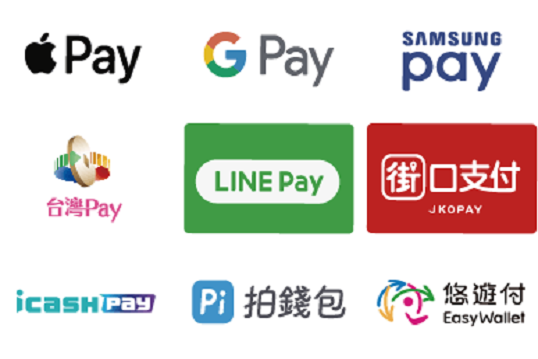 Pay
G Pay
SAMSUNG
pay
台灣Pay
LINE Pay
街口支付
JKOPAY
icash PAY
Pi 拍錢包
悠遊付
EasyWallet